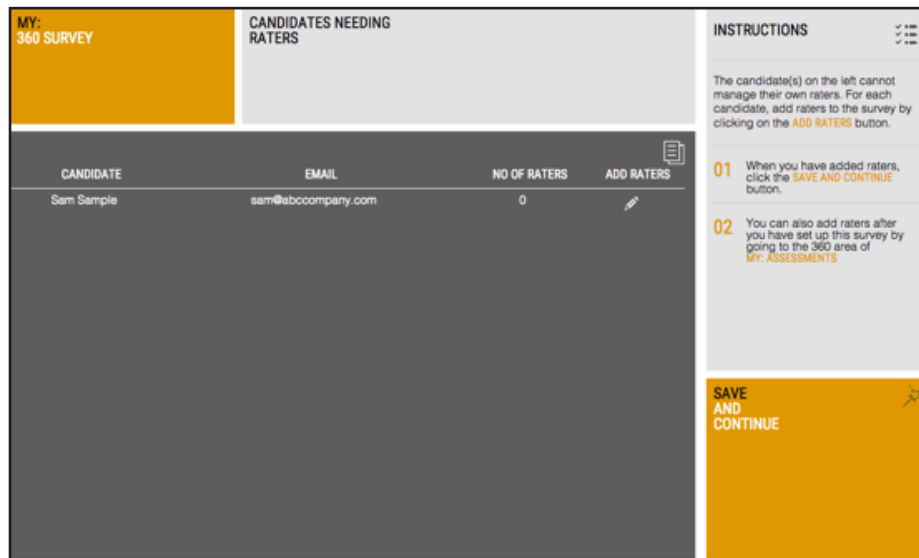 MY:
360 SURVEY
CANDIDATES NEEDING
RATERS
CANDIDATE EMAIL NO OF RATERS ADD RATERS
Sam Sample sam@abccompany.com 0
INSTRUCTIONS
The candidate(s) on the left cannot
manage their own raters. For each
candidate, add raters to the survey by
clicking on the ADD RATERS button.
01 When you have added raters,
click the SAVE AND CONTINUE
button.
02 You can also add raters after
you have set up this survey by
going to the 360 area of
MY: ASSESSMENTS
SAVE
AND
CONTINUE